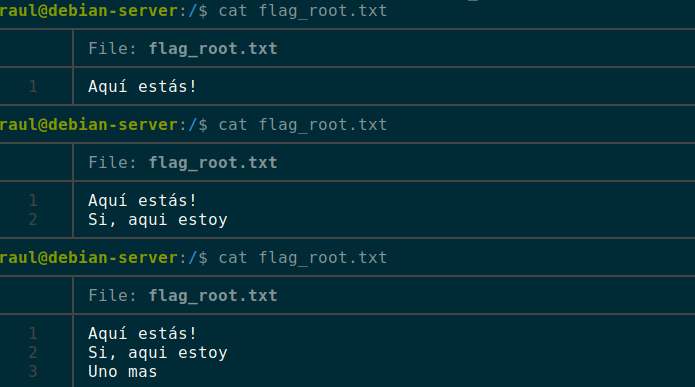 raul@debian-server:/$ cat flag_root.txt
File: flag_root.txt
1 Aquí estás!
raul@debian-server:/$ cat flag_root.txt
File: flag_root.txt
1 Aquí estás!
2 Si, aqui estoy
raul@debian-server:/$ cat flag_root.txt
File: flag_root.txt
1 Aquí estás!
2 Si, aqui estoy
3 Uno mas